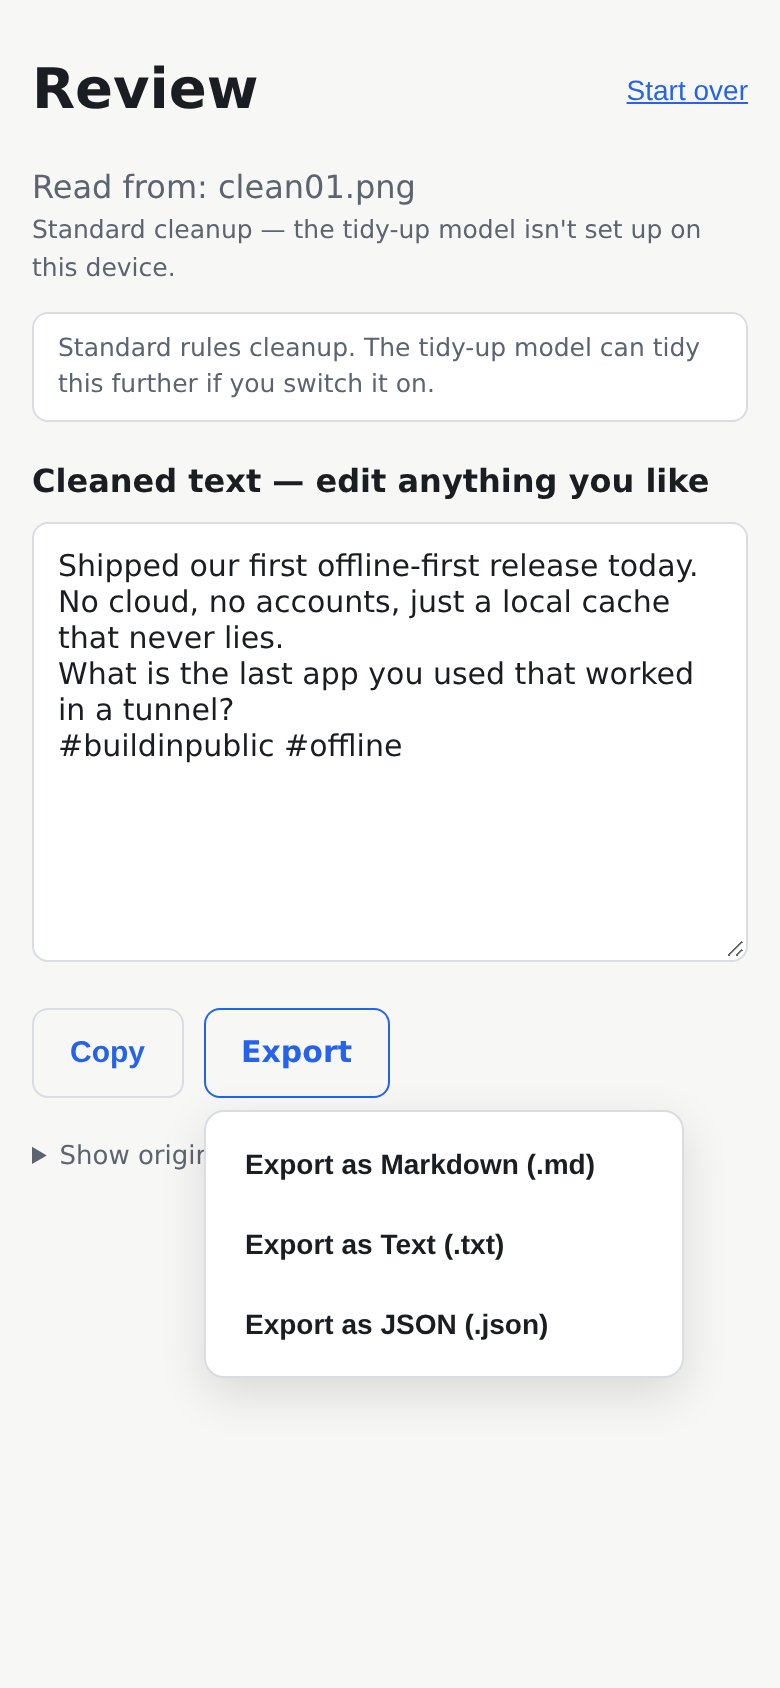 Review
Start over
Read from: clean01.png
Standard cleanup — the tidy-up model isn't set up on
this device.
Standard rules cleanup. The tidy-up model can tidy
this further if you switch it on.
Cleaned text — edit anything you like
Shipped our first offline-first release today.
No cloud, no accounts, just a local cache
that never lies.
What is the last app you used that worked
in a tunnel?
#buildinpublic #offline
Copy
Export
Show
Export as Markdown (.md)
Export as Text (.txt)
Export as JSON (.json)